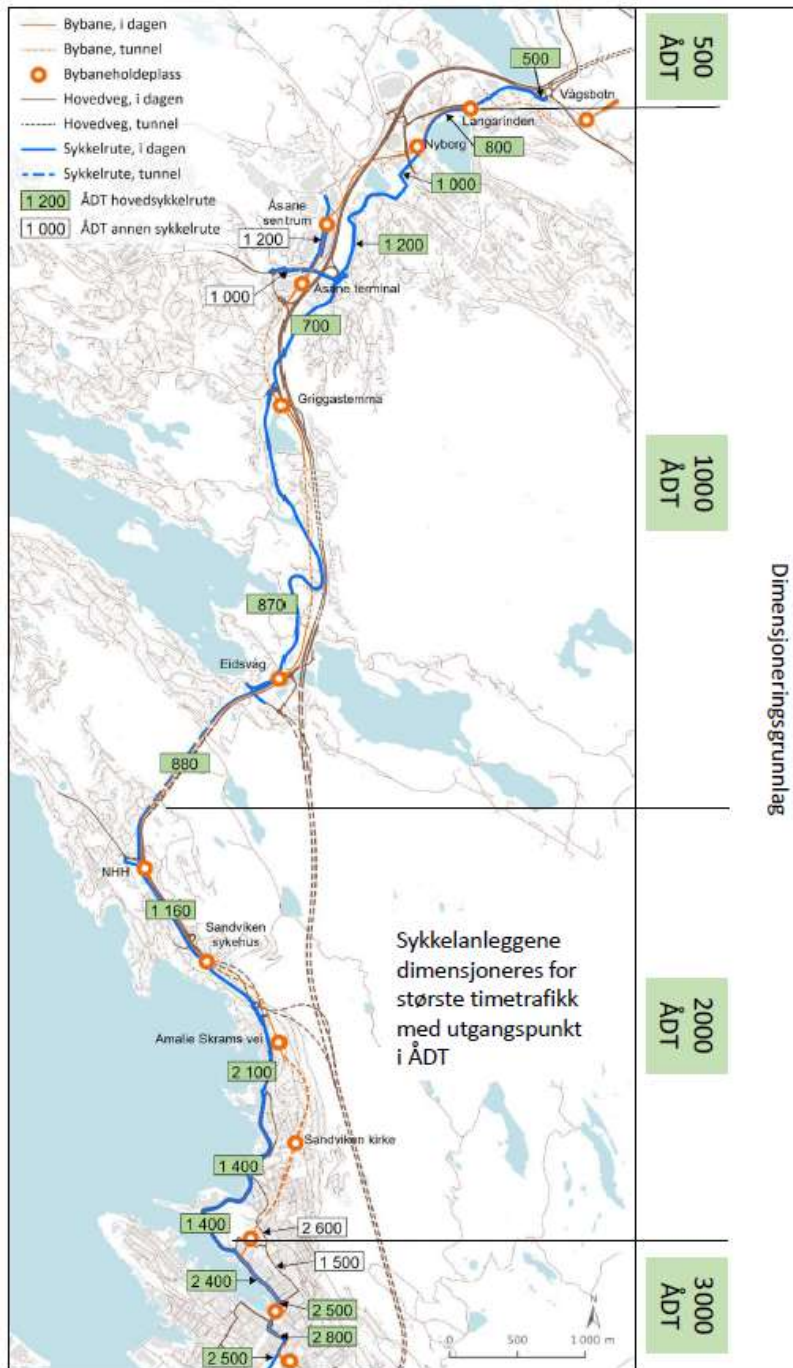 Bybane, i dagen
Bybane, tunnel
Bybaneholdeplass
Hovedveg, i dagen
Hovedveg, tunnel
Sykkelrute, i dagen
Sykkelrute, tunnel
1 200 ÅDT hovedsykkelrute
1 000 ÅDT annen sykkelrute
500
Vågsbotn
Langarinden
800
Nyborg
1 000
Åsane
sentrum
1 200
1 200
1 000
Åsane terminal
700
Griggastemma
870
Eidsvåg
880
NHH
1 160
Sandviken
sykehus
Amalie Skrams vei
2 100
Sandviken kirke
1 400
1 400
2 600
1 500
2 400
2 500
2 800
2 500
Sykkelanleggene
dimensjoneres for
største timetrafikk
med utgangspunkt
i ÅDT
N
0 500 1 000 m
500
ÅDT
1000
ÅDT
2000
ÅDT
3000
ÅDT
Dimensjoneringsgrunnlag